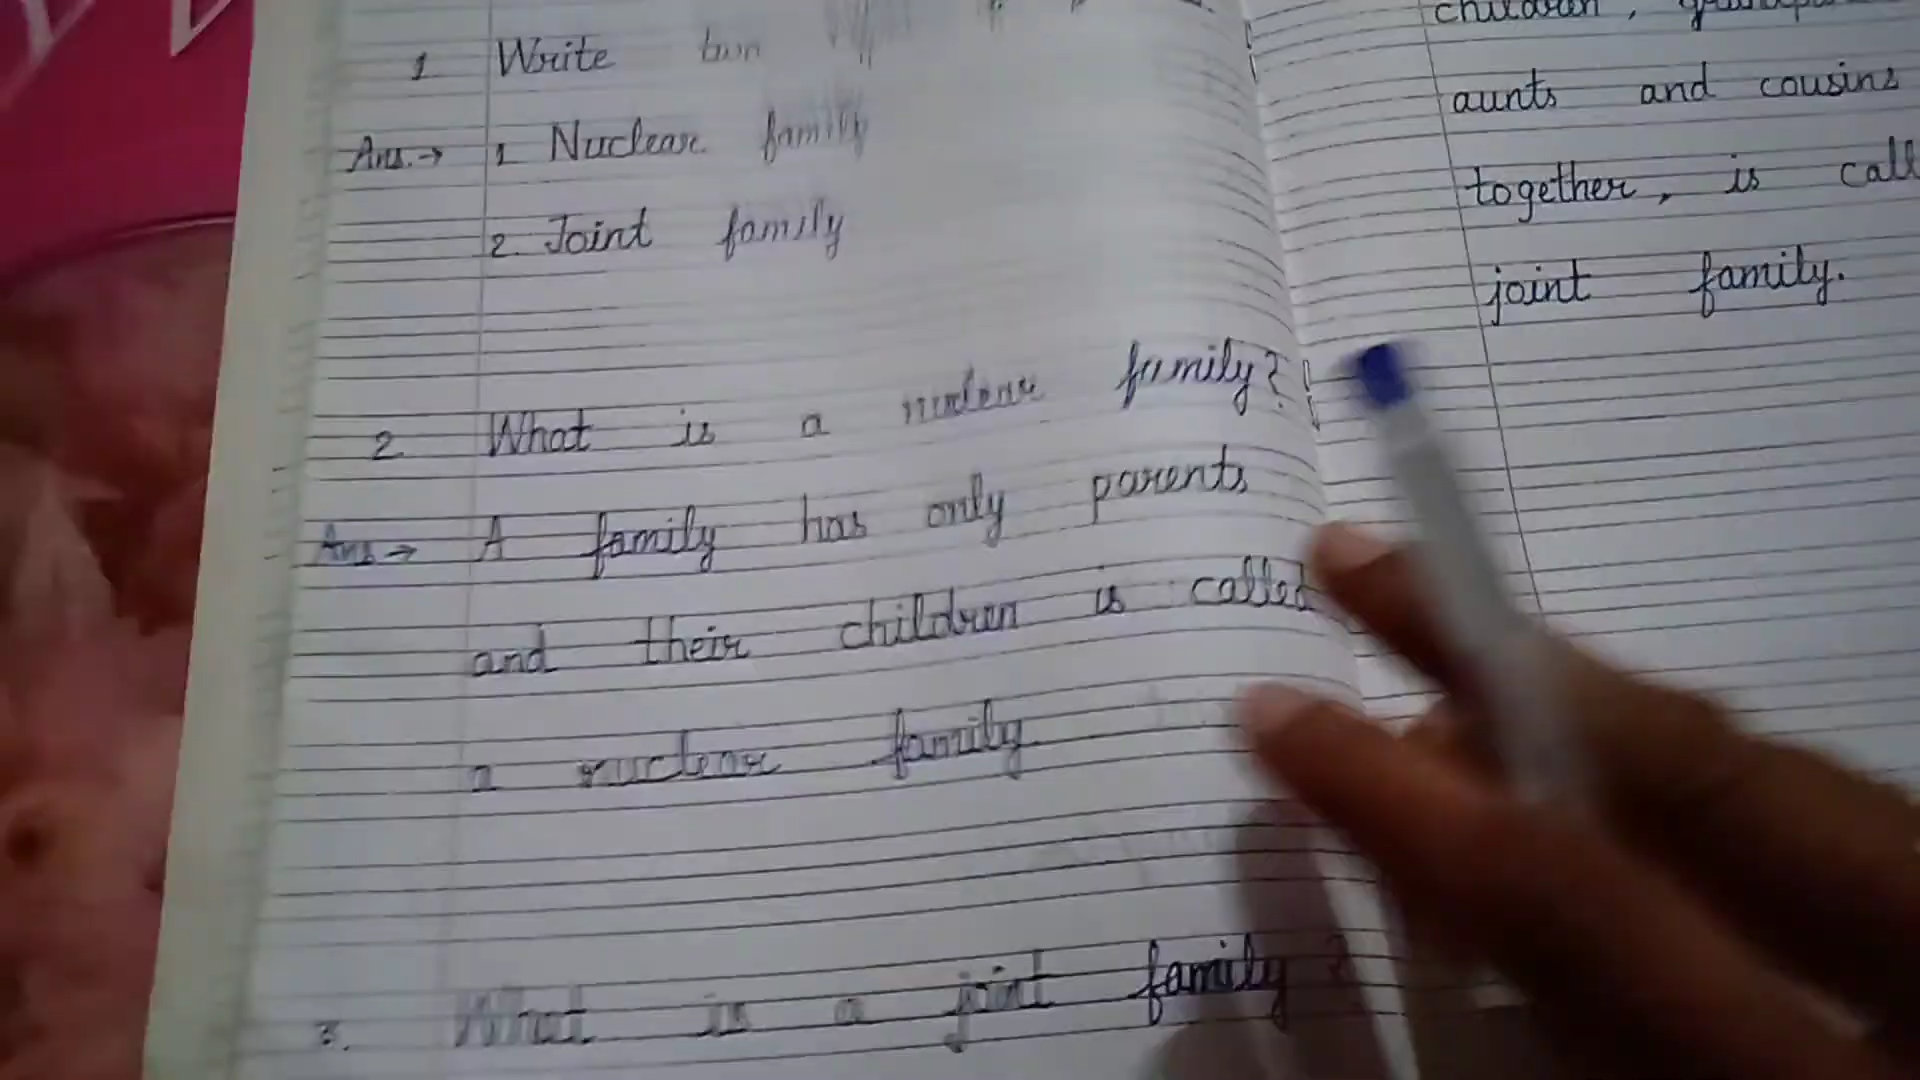 1 Write two
Ans.→ 1. Nuclear family
2. Joint family
2. What is a nuclear family?
Ans→ A family has only parents
and their children is called
a nuclear family
3. What is a joint family?
children,
aunts and cousins
together, is
joint family.